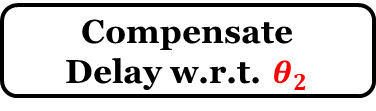 Compensate
Delay w.r.t. θ₂